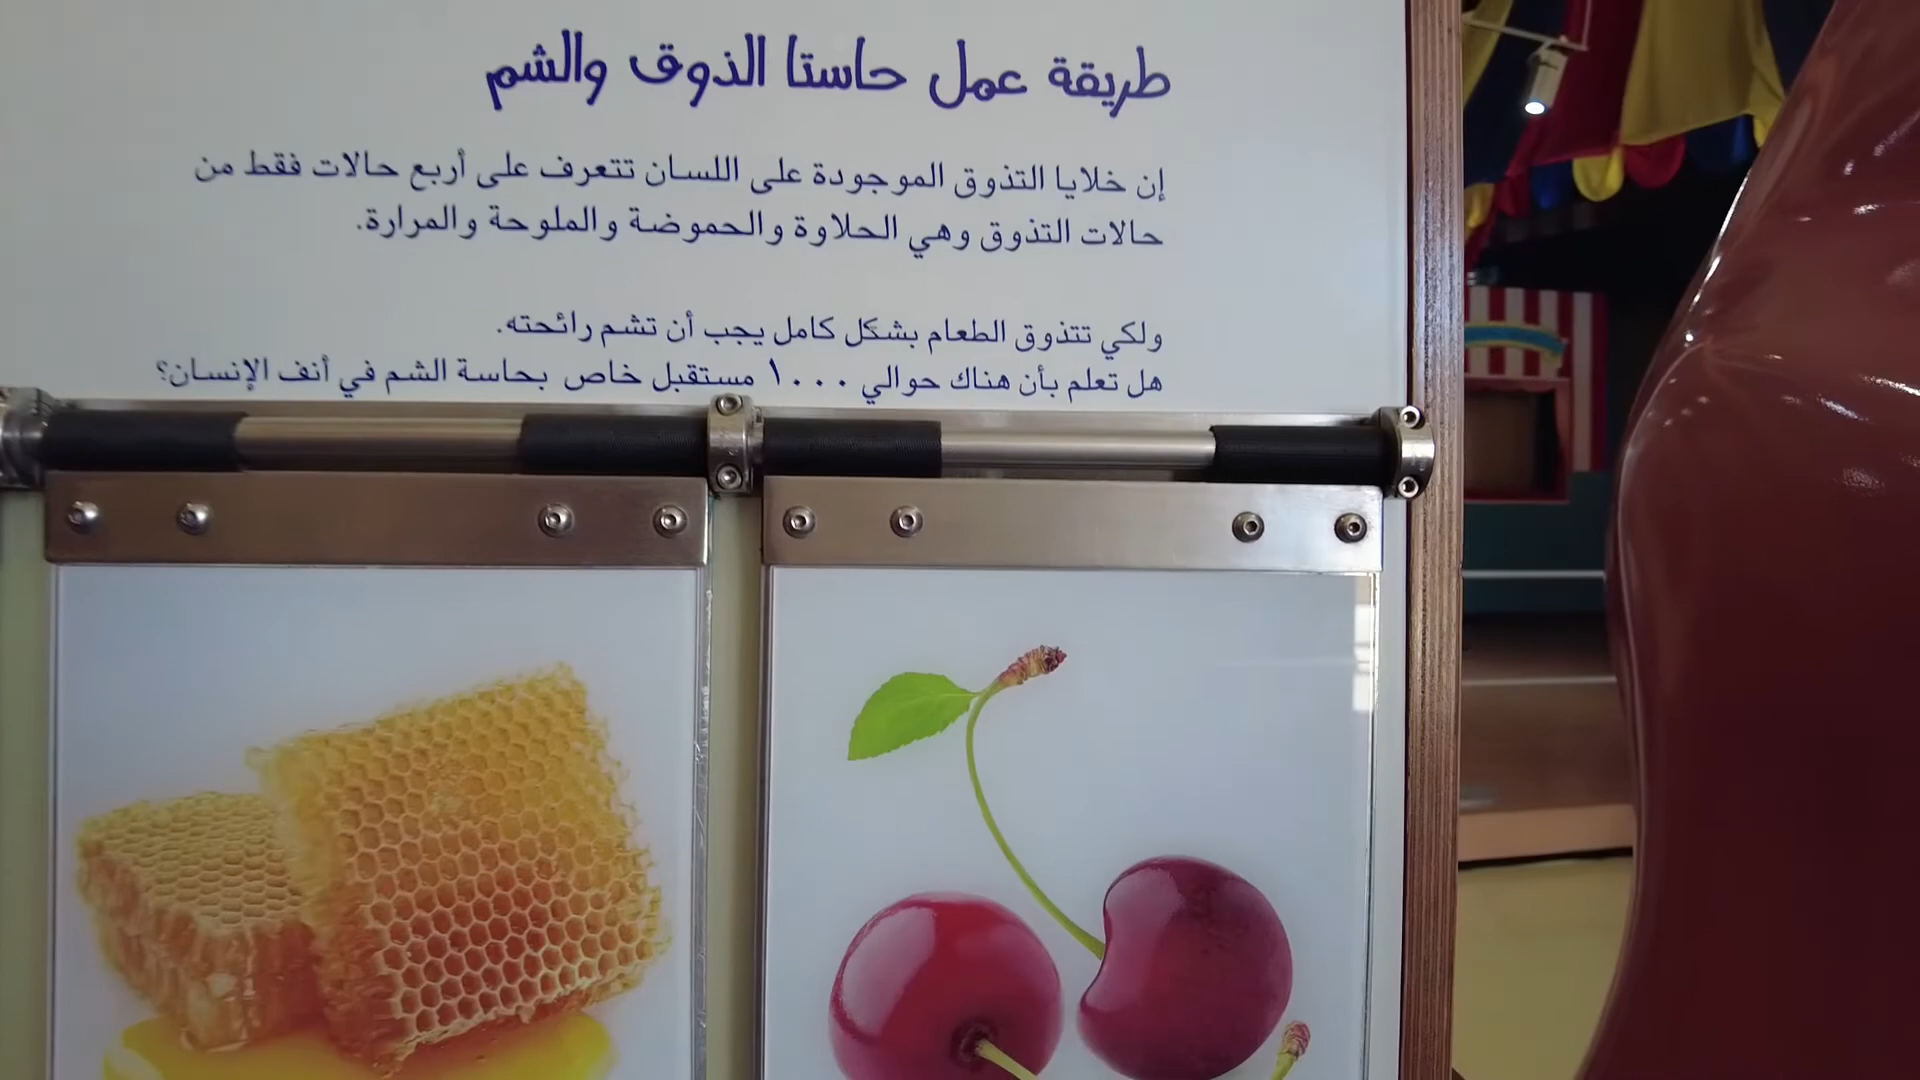 طريقة عمل حاستا الذوق والشم
إن خلايا التذوق الموجودة على اللسان تتعرف على أربع حالات فقط من
حالات التذوق وهي الحلاوة والحموضة والملوحة والمرارة.
ولكي تتذوق الطعام بشكل كامل يجب أن تشم رائحته.
هل تعلم بأن هناك حوالي ١٠٠٠ مستقبل خاص بحاسة الشم في أنف الإنسان؟